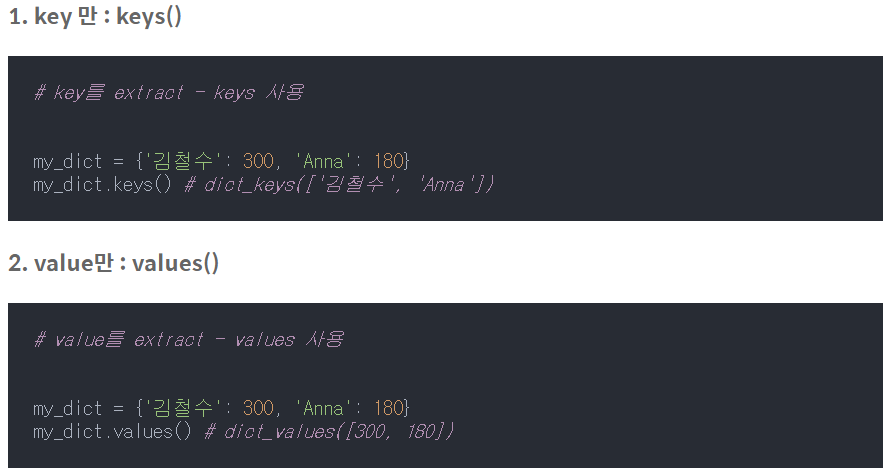 1. key 만 : keys()
# key를 extract - keys 사용
my_dict = {'김철수': 300, 'Anna': 180}
my_dict.keys() # dict_keys(['김철수', 'Anna'])
2. value만 : values()
# value를 extract - values 사용
my_dict = {'김철수': 300, 'Anna': 180}
my_dict.values() # dict_values([300, 180])